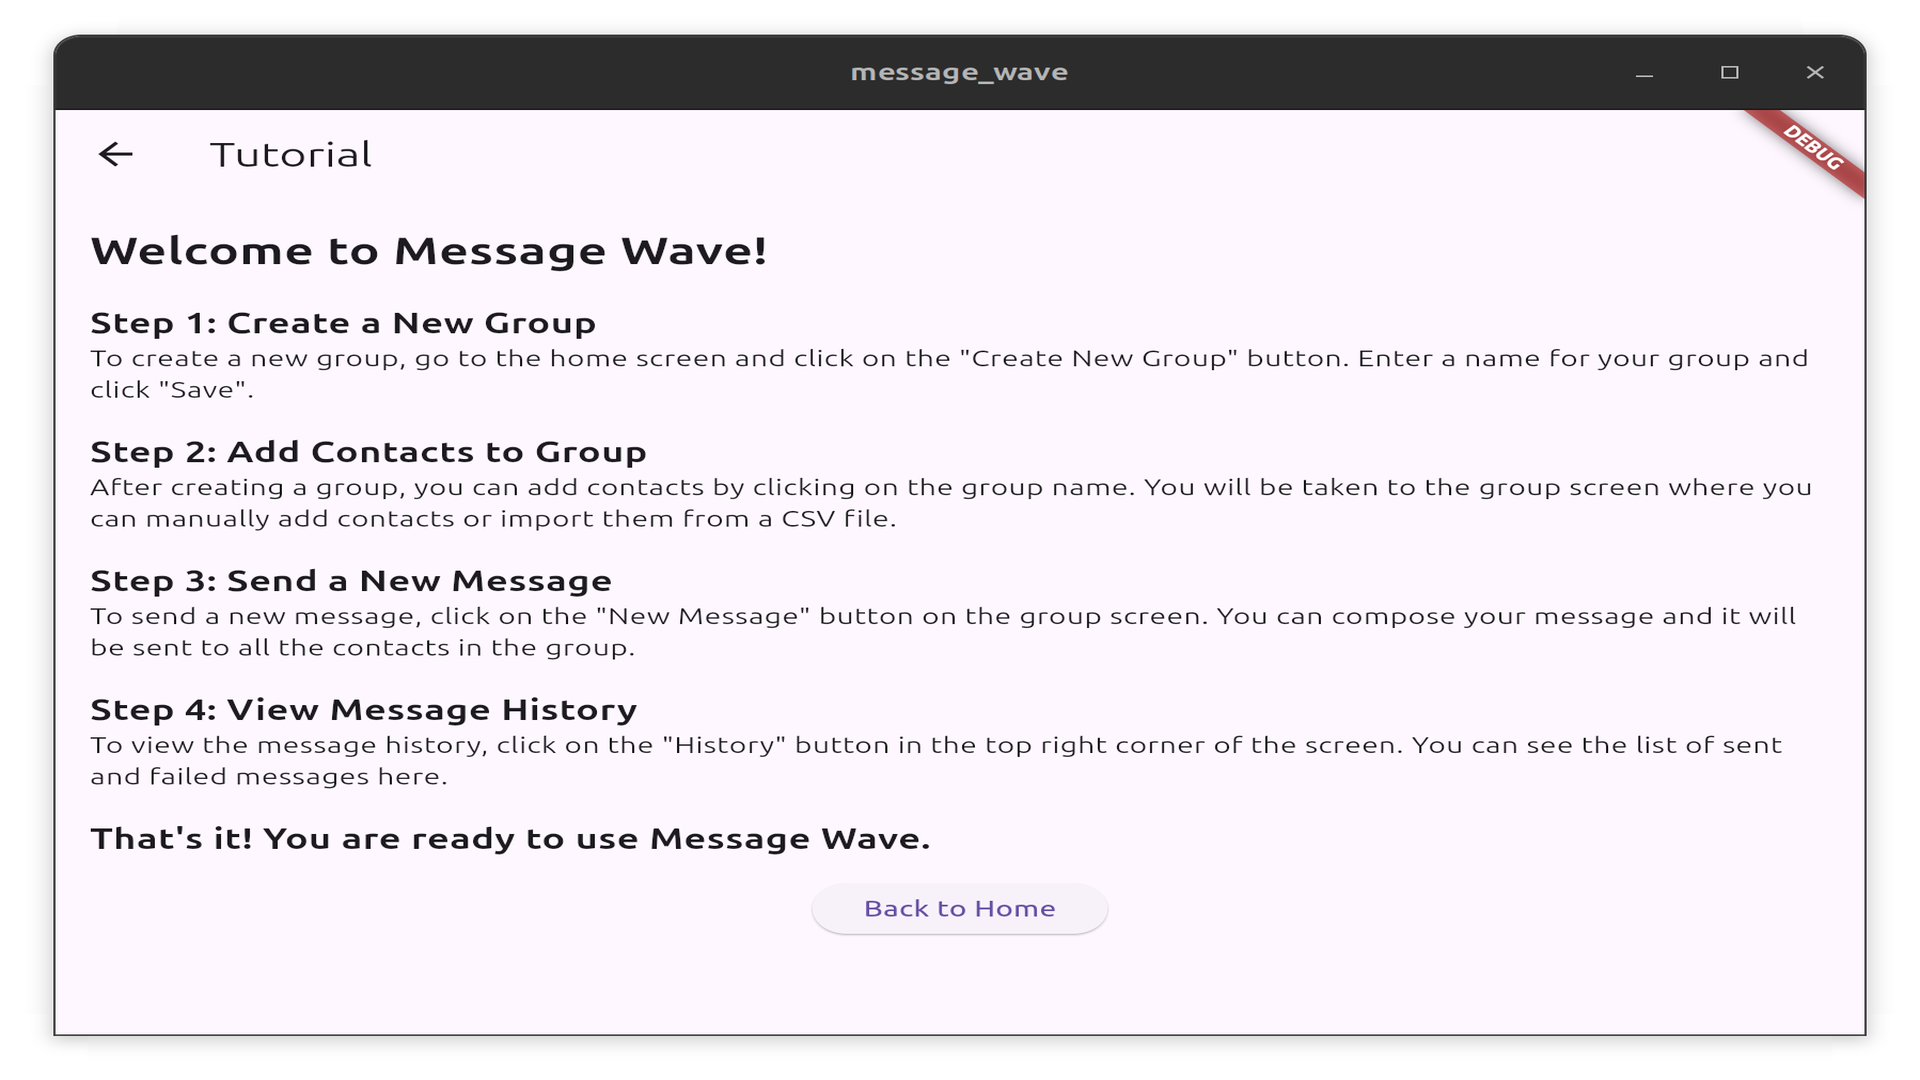 message_wave
Tutorial
DEBUG
Welcome to Message Wave!
Step 1: Create a New Group
To create a new group, go to the home screen and click on the "Create New Group" button. Enter a name for your group and
click "Save".
Step 2: Add Contacts to Group
After creating a group, you can add contacts by clicking on the group name. You will be taken to the group screen where you
can manually add contacts or import them from a CSV file.
Step 3: Send a New Message
To send a new message, click on the "New Message" button on the group screen. You can compose your message and it will
be sent to all the contacts in the group.
Step 4: View Message History
To view the message history, click on the "History" button in the top right corner of the screen. You can see the list of sent
and failed messages here.
That's it! You are ready to use Message Wave.
Back to Home